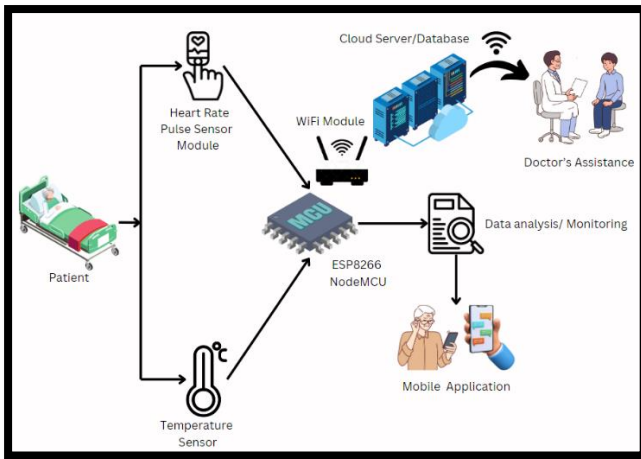 Cloud Server/Database
WiFi Module
Heart Rate
Pulse Sensor
Module
Doctor's Assistance
MCU
Data analysis/ Monitoring
ESP8266
NodeMCU
Patient
°C
Mobile Application
Temperature
Sensor